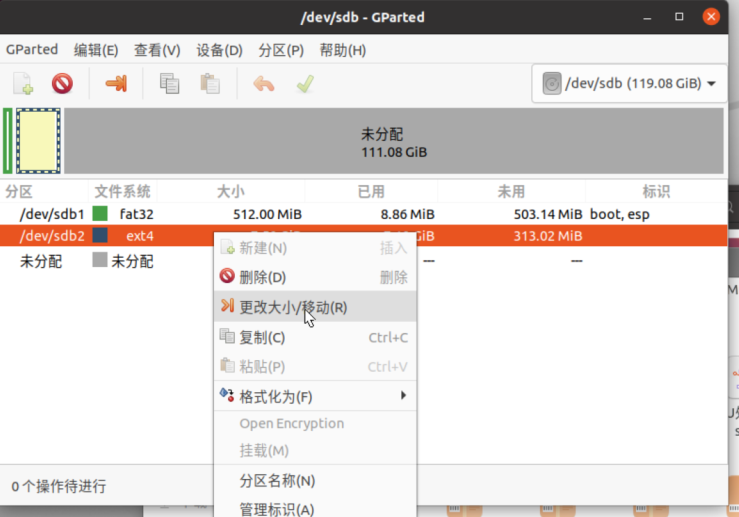 /dev/sdb - GParted
GParted 编辑(E) 查看(V) 设备(D) 分区(P) 帮助(H)
/dev/sdb (119.08 GiB)
未分配
111.08 GiB
分区 文件系统 大小 已用 未用 标识
/dev/sdb1 fat32 512.00 MiB 8.86 MiB 503.14 MiB boot, esp
/dev/sdb2 ext4 GiB 313.02 MiB
未分配 未分配 --- ---
新建(N) 插入
删除(D) 删除
更改大小/移动(R)
复制(C) Ctrl+C
粘贴(P) Ctrl+V
格式化为(F)
Open Encryption
挂载(M)
分区名称(N)
管理标识(A)
0 个操作待进行